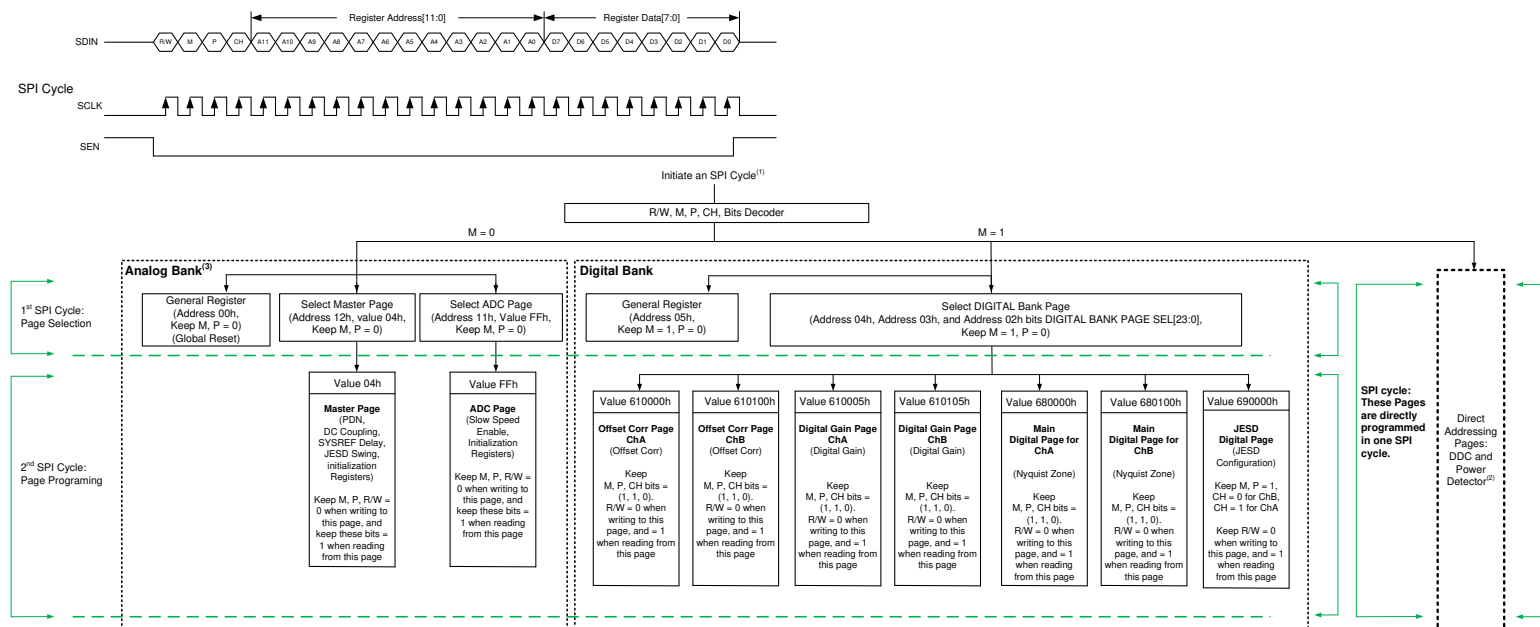 Register Address[11:0]
Register Data[7:0]
SDIN
R/W M P CH A11 A10 A9 A8 A7 A6 A5 A4 A3 A2 A1 A0 D7 D6 D5 D4 D3 D2 D1 D0
SPI Cycle
SCLK
SEN
Initiate an SPI Cycle(1)
R/W, M, P, CH, Bits Decoder
M = 0
M = 1
Analog Bank(3)
Digital Bank
1st SPI Cycle:
Page Selection
General Register
(Address 00h,
Keep M, P = 0)
(Global Reset)
Select Master Page
(Address 12h, value 04h,
Keep M, P = 0)
Select ADC Page
(Address 11h, Value FFh,
Keep M, P = 0)
General Register
(Address 05h,
Keep M = 1, P = 0)
Select DIGITAL Bank Page
(Address 04h, Address 03h, and Address 02h bits DIGITAL BANK PAGE SEL[23:0],
Keep M = 1, P = 0)
2nd SPI Cycle:
Page Programing
Value 04h
Master Page
(PDN,
DC Coupling,
SYSREF Delay,
JESD Swing,
initialization
Registers)
Keep M, P, R/W =
0 when writing to
this page, and
keep these bits =
1 when reading
from this page
Value FFh
ADC Page
(Slow Speed
Enable,
Initialization
Registers)
Keep M, P, R/W =
0 when writing to
this page, and
keep these bits =
1 when reading
from this page
Value 610000h
Offset Corr Page
ChA
(Offset Corr)
Keep
M, P, CH bits =
(1, 1, 0).
R/W = 0 when
writing to this
page, and = 1
when reading from
this page
Value 610100h
Offset Corr Page
ChB
(Offset Corr)
Keep
M, P, CH bits =
(1, 1, 0).
R/W = 0 when
writing to this
page, and = 1
when reading from
this page
Value 610005h
Digital Gain Page
ChA
(Digital Gain)
Keep
M, P, CH bits =
(1, 1, 0).
R/W = 0 when
writing to this
page, and = 1
when reading from
this page
Value 610105h
Digital Gain Page
ChB
(Digital Gain)
Keep
M, P, CH bits =
(1, 1, 0).
R/W = 0 when
writing to this
page, and = 1
when reading from
this page
Value 680000h
Main
Digital Page for
ChA
(Nyquist Zone)
Keep
M, P, CH bits =
(1, 1, 0).
R/W = 0 when
writing to this
page, and = 1
when reading
from this page
Value 680100h
Main
Digital Page for
ChB
(Nyquist Zone)
Keep
M, P, CH bits =
(1, 1, 0).
R/W = 0 when
writing to this
page, and = 1
when reading
from this page
Value 690000h
JESD
Digital Page
(JESD
Configuration)
Keep M, P = 1,
CH = 0 for ChB,
CH = 1 for ChA
Keep R/W = 0
when writing to
this page, and = 1
when reading
from this page
SPI cycle:
These Pages
are directly
programmed
in one SPI
cycle.
Direct
Addressing
Pages:
DDC and
Power
Detector(2)